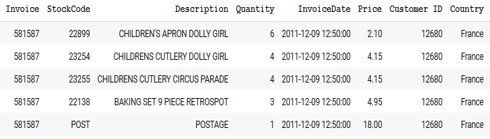 Invoice StockCode Description Quantity InvoiceDate Price Customer ID Country
581587 22899 CHILDREN'S APRON DOLLY GIRL 6 2011-12-09 12:50:00 2.10 12680 France
581587 23254 CHILDRENS CUTLERY DOLLY GIRL 4 2011-12-09 12:50:00 4.15 12680 France
581587 23255 CHILDRENS CUTLERY CIRCUS PARADE 4 2011-12-09 12:50:00 4.15 12680 France
581587 22138 BAKING SET 9 PIECE RETROSPOT 3 2011-12-09 12:50:00 4.95 12680 France
581587 POST POSTAGE 1 2011-12-09 12:50:00 18.00 12680 France